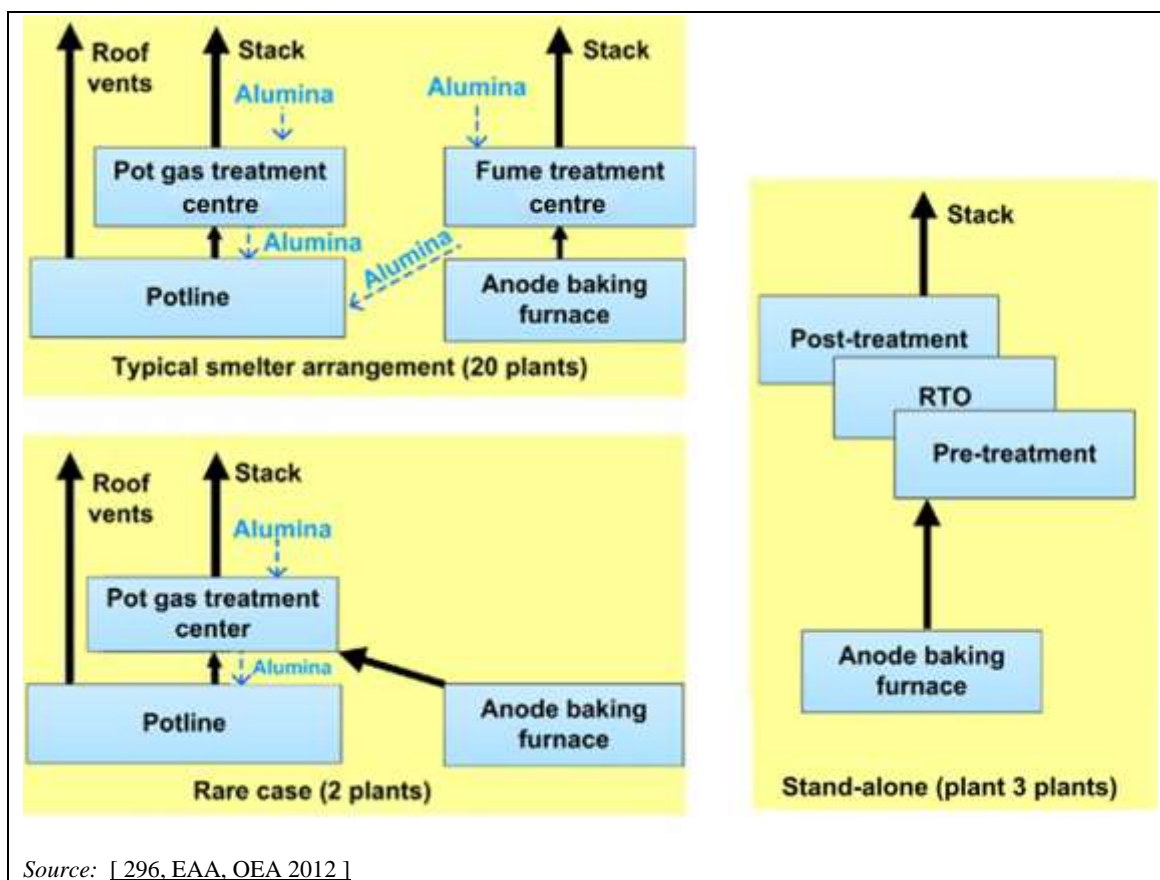 Roof
vents
Stack
Alumina
Pot gas treatment
centre
Alumina
Potline
Stack
Alumina
Fume treatment
centre
Alumina
Anode baking
furnace
Typical smelter arrangement (20 plants)
Roof
vents
Stack
Alumina
Pot gas treatment
center
Alumina
Potline
Anode baking
furnace
Rare case (2 plants)
Stack
Post-treatment
RTO
Pre-treatment
Anode baking
furnace
Stand-alone (plant 3 plants)
Source: [ 296, EAA, OEA 2012 ]